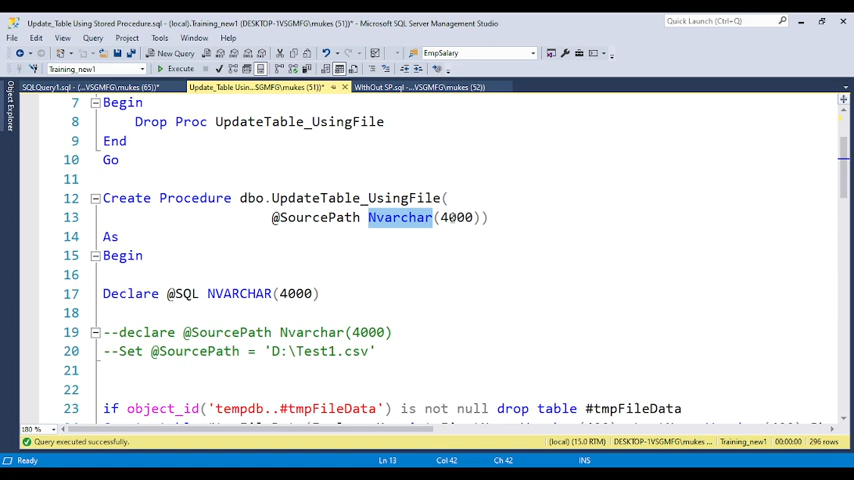 Update_Table Using Stored Procedure.sql - (local).Training_new1 (DESKTOP-1VSGMFG\mukes (51))* - Microsoft SQL Server Management Studio
Quick Launch (Ctrl+Q)
File Edit View Query Project Tools Window Help
New Query
EmpSalary
Training_new1
Execute
SQLQuery1.sql - (...VSGMFG\mukes (65))*
Update_Table Usin...SGMFG\mukes (51))*
WIthOut SP.sql -...VSGMFG\mukes (52))
Object Explorer
7 Begin
8 Drop Proc UpdateTable_UsingFile
9 End
10 Go
11
12 Create Procedure dbo.UpdateTable_UsingFile(
13 @SourcePath Nvarchar(4000))
14 As
15 Begin
16
17 Declare @SQL NVARCHAR(4000)
18
19 --declare @SourcePath Nvarchar(4000)
20 --Set @SourcePath = 'D:\Test1.csv'
21
22
23 if object_id('tempdb..#tmpFileData') is not null drop table #tmpFileData
180 %
Query executed successfully.
(local) (15.0 RTM)
DESKTOP-1VSGMFG\mukes ...
Training_new1
00:00:00
296 rows
Ready
Ln 13
Col 42
Ch 42
INS